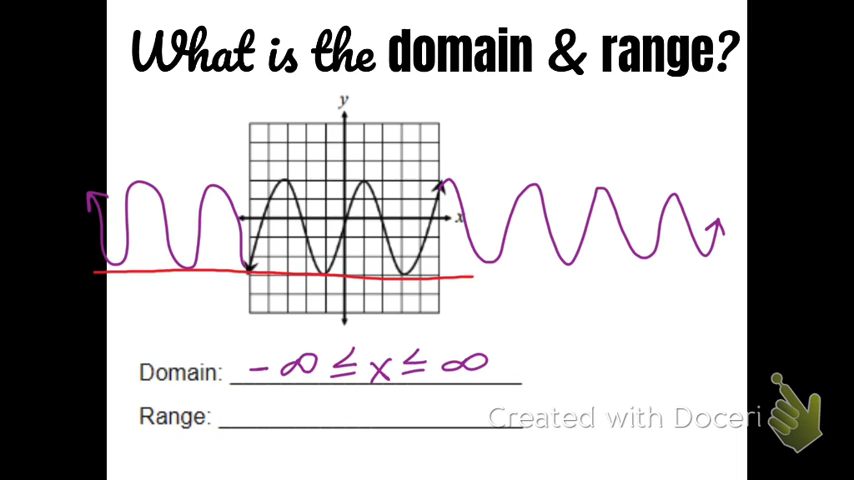 What is the domain & range?
y
x
Domain: -∞ ≤ x ≤ ∞
Range:
Created with Doceri